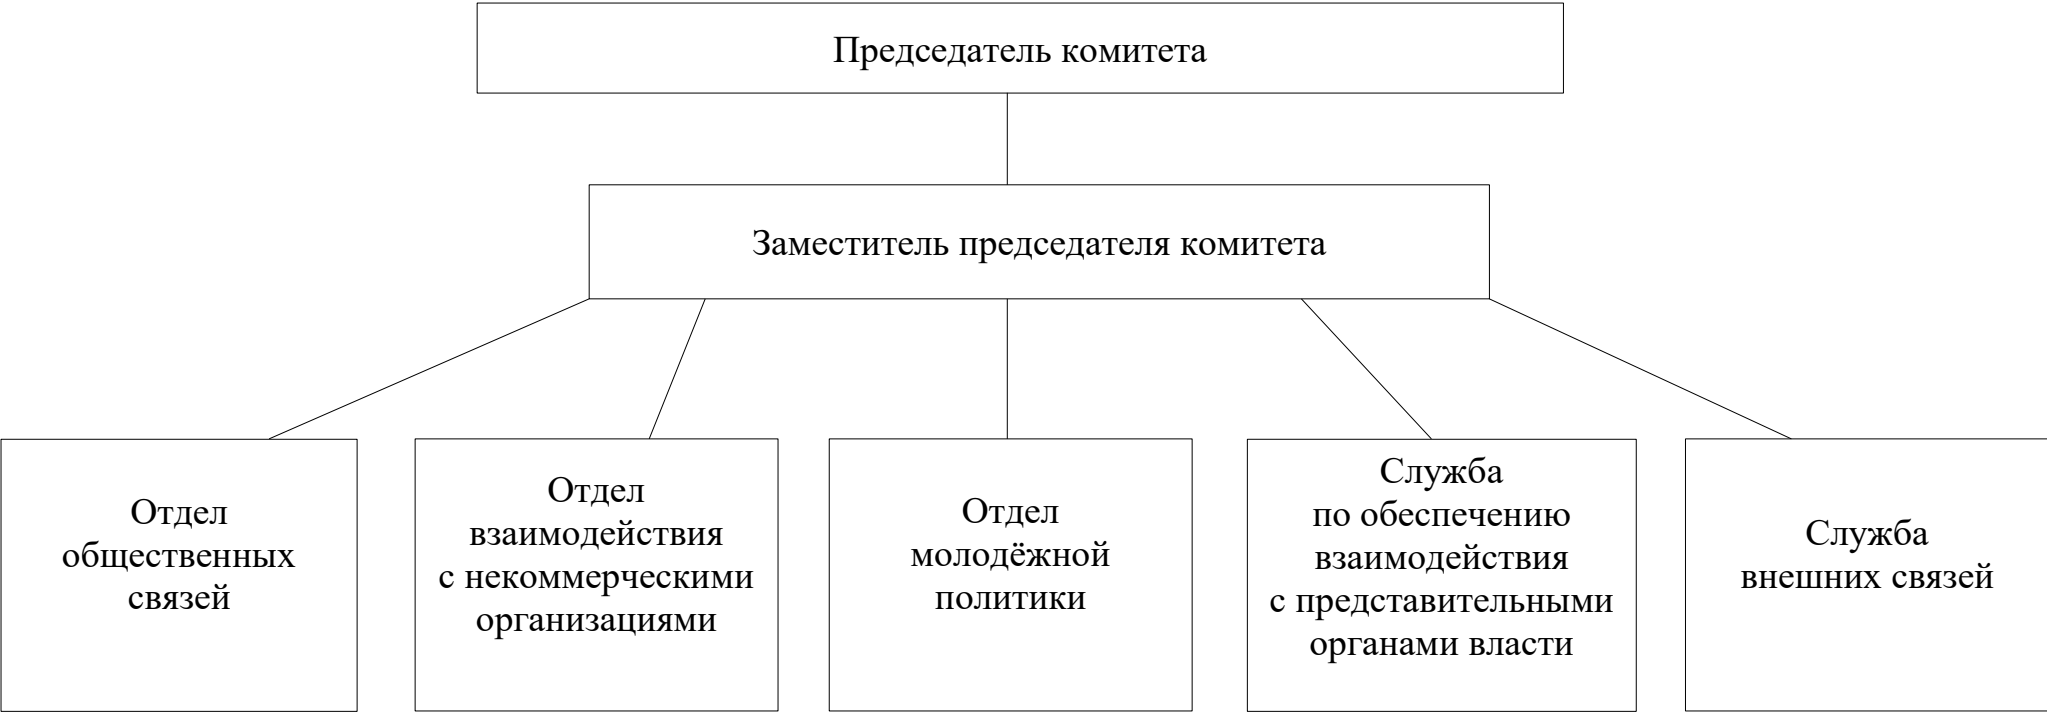 Председатель комитета
Заместитель председателя комитета
Отдел
общественных
связей
Отдел
взаимодействия
с некоммерческими
организациями
Отдел
молодёжной
политики
Служба
по обеспечению
взаимодействия
с представительными
органами власти
Служба
внешних связей